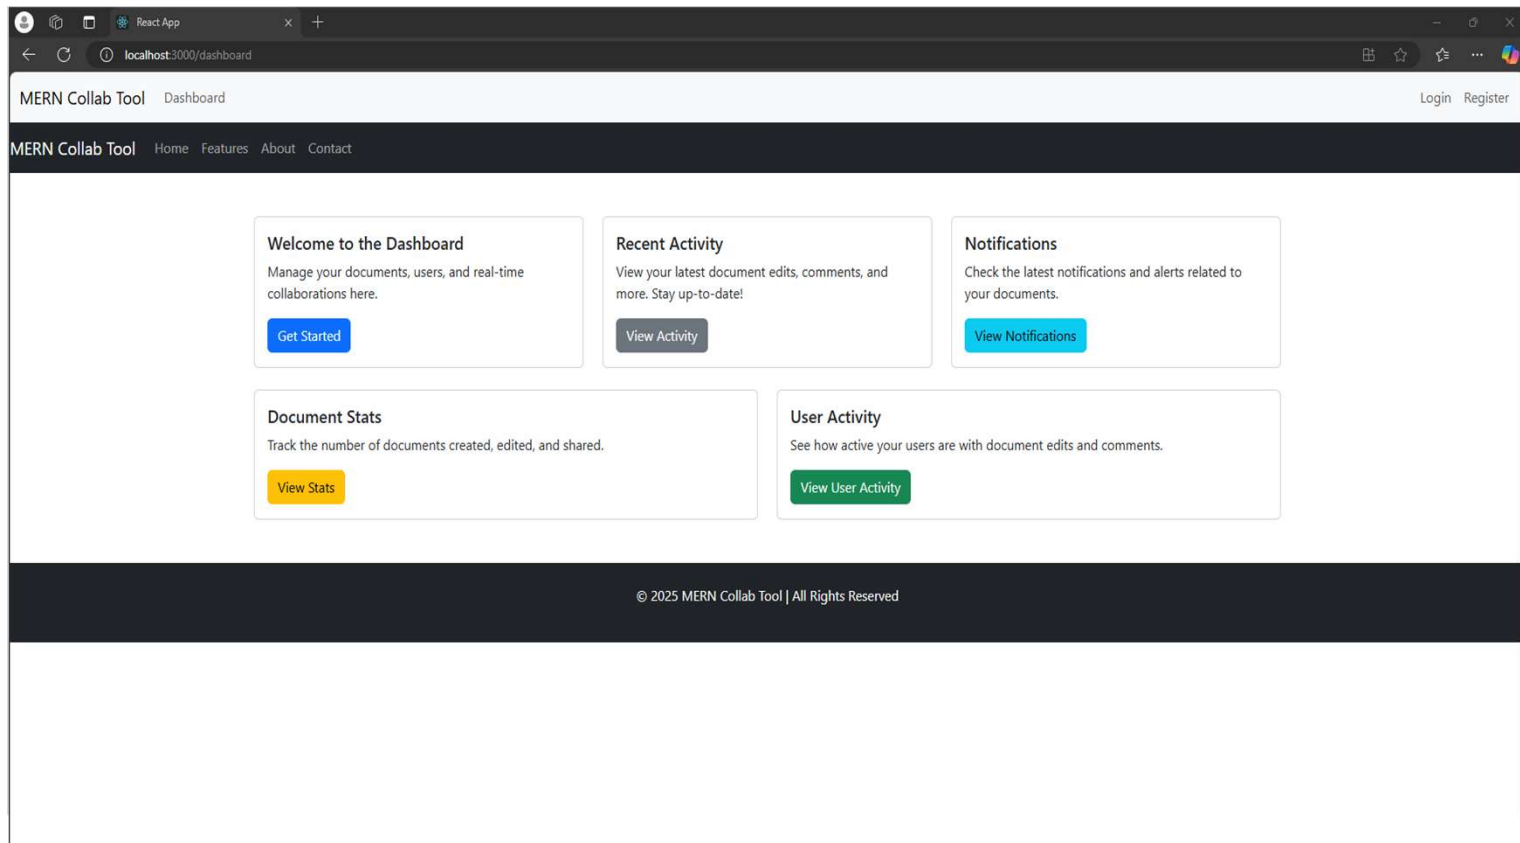 React App
localhost:3000/dashboard
MERN Collab Tool Dashboard Login Register
MERN Collab Tool Home Features About Contact
Welcome to the Dashboard
Manage your documents, users, and real-time
collaborations here.
Get Started
Recent Activity
View your latest document edits, comments, and
more. Stay up-to-date!
View Activity
Notifications
Check the latest notifications and alerts related to
your documents.
View Notifications
Document Stats
Track the number of documents created, edited, and shared.
View Stats
User Activity
See how active your users are with document edits and comments.
View User Activity
© 2025 MERN Collab Tool | All Rights Reserved